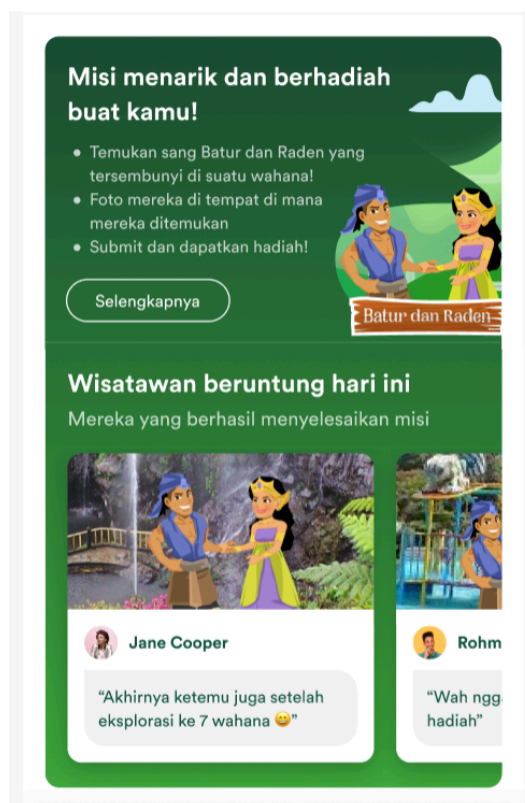 Misi menarik dan berhadiah
buat kamu!
• Temukan sang Batur dan Raden yang
tersembunyi di suatu wahana!
• Foto mereka di tempat di mana
mereka ditemukan
• Submit dan dapatkan hadiah!
Selengkapnya
Batur dan Raden
Wisatawan beruntung hari ini
Mereka yang berhasil menyelesaikan misi
Jane Cooper
“Akhirnya ketemu juga setelah
eksplorasi ke 7 wahana 😀”
Rohm
“Wah ngg
hadiah”